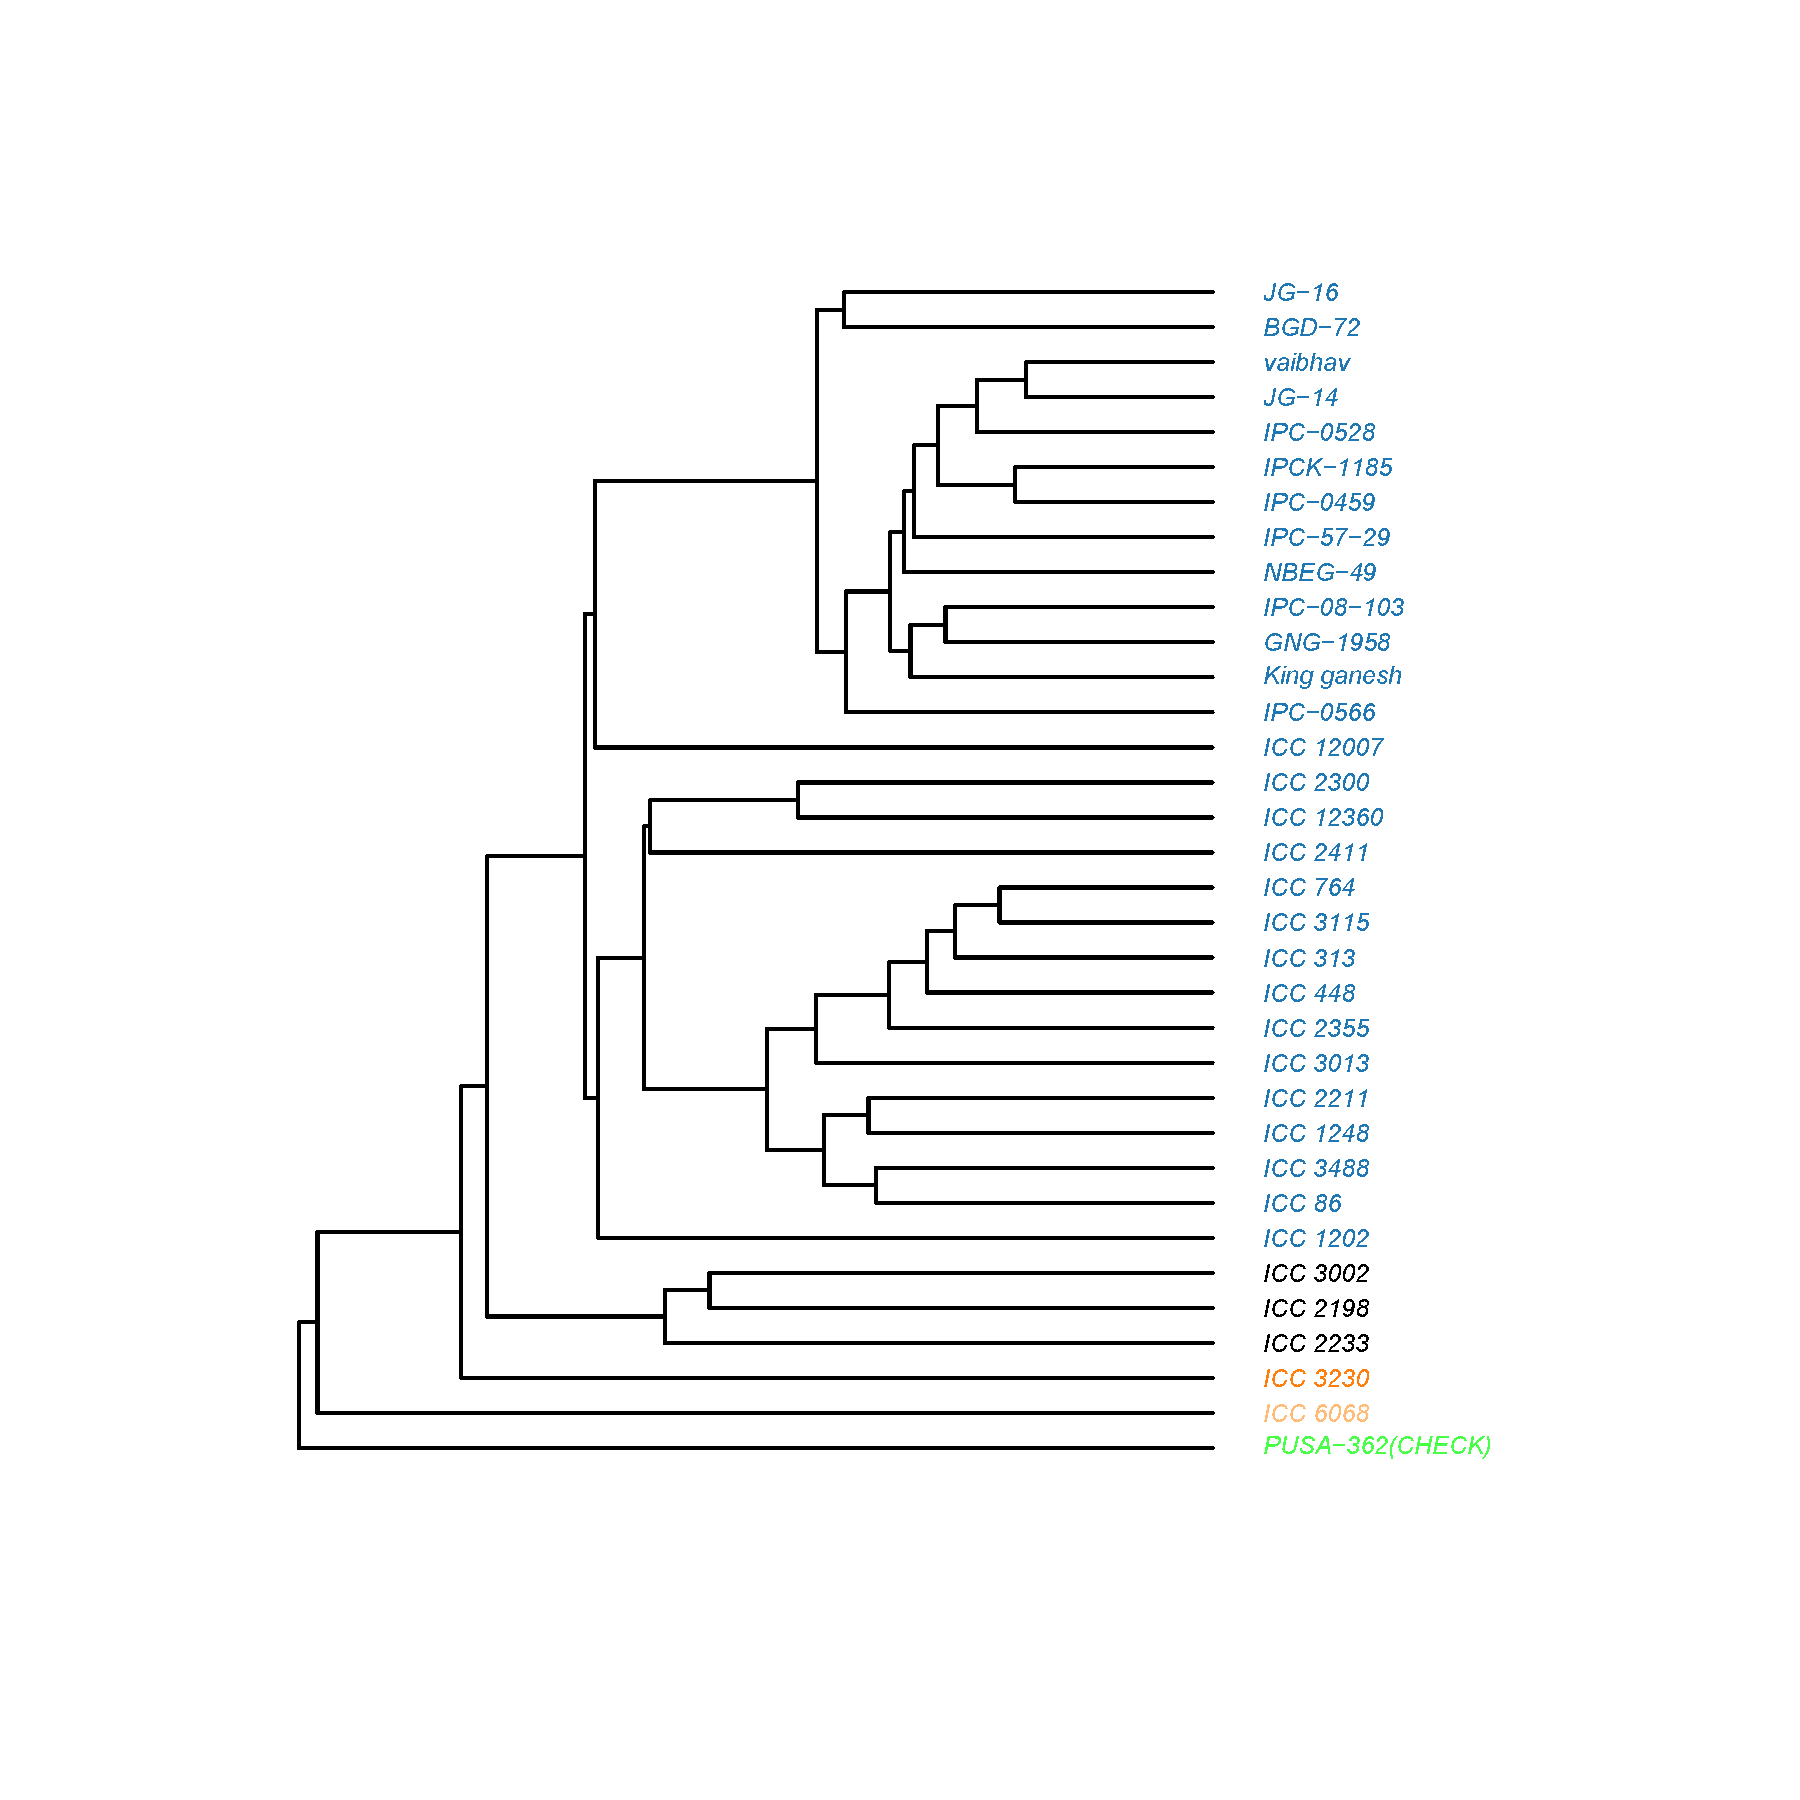 JG−16
BGD−72
vaibhav
JG−14
IPC−0528
IPCK−1185
IPC−0459
IPC−57−29
NBEG−49
IPC−08−103
GNG−1958
King ganesh
IPC−0566
ICC 12007
ICC 2300
ICC 12360
ICC 2411
ICC 764
ICC 3115
ICC 313
ICC 448
ICC 2355
ICC 3013
ICC 2211
ICC 1248
ICC 3488
ICC 86
ICC 1202
ICC 3002
ICC 2198
ICC 2233
ICC 3230
ICC 6068
PUSA−362(CHECK)